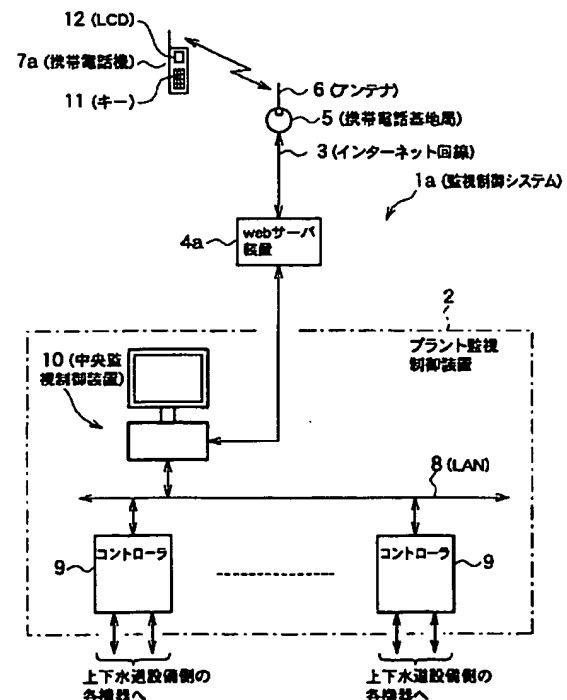 12 (LCD)
7a (携帯電話機)
11 (キー)
6 (アンテナ)
5 (携帯電話基地局)
3 (インターネット回線)
1a (監視制御システム)
4a
webサーバ
装置
2
プラント監視
制御装置
10 (中央監
視制御装置)
8 (LAN)
9
コントローラ
コントローラ
9
上下水道設備側の
各機器へ
上下水道設備側の
各機器へ